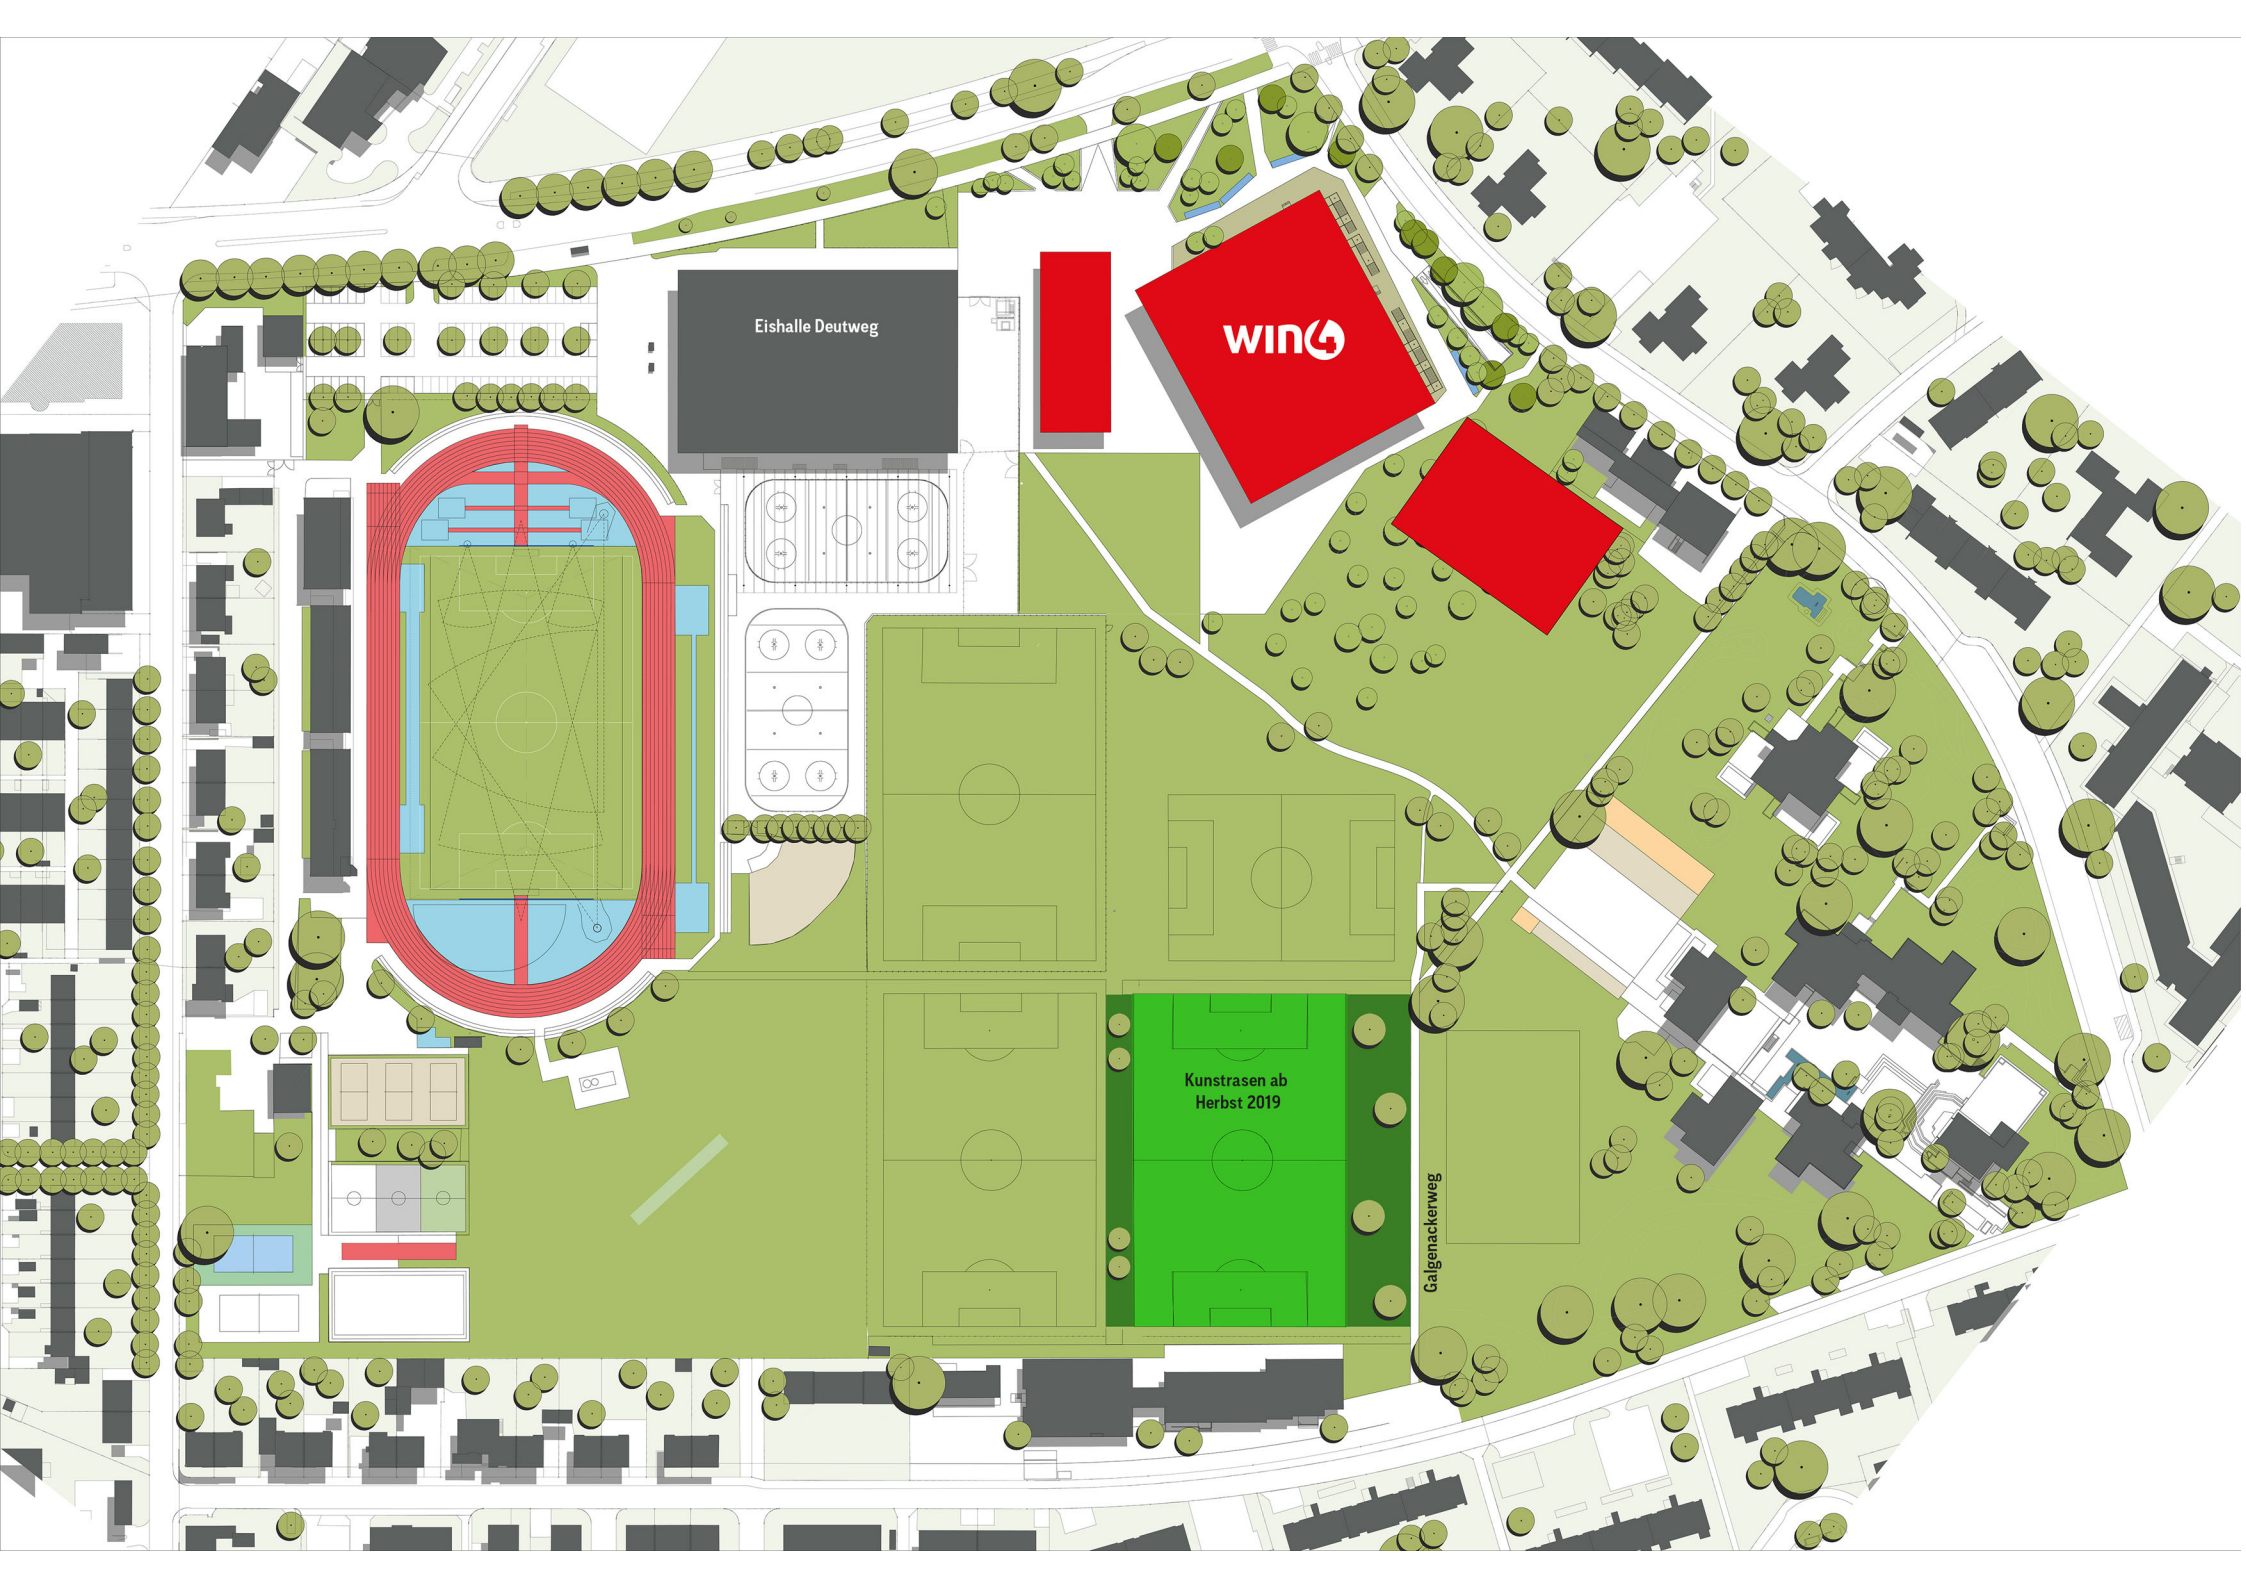 Eishalle Deutweg
WIN4
Kunstrasen ab
Herbst 2019
Galgenackerweg